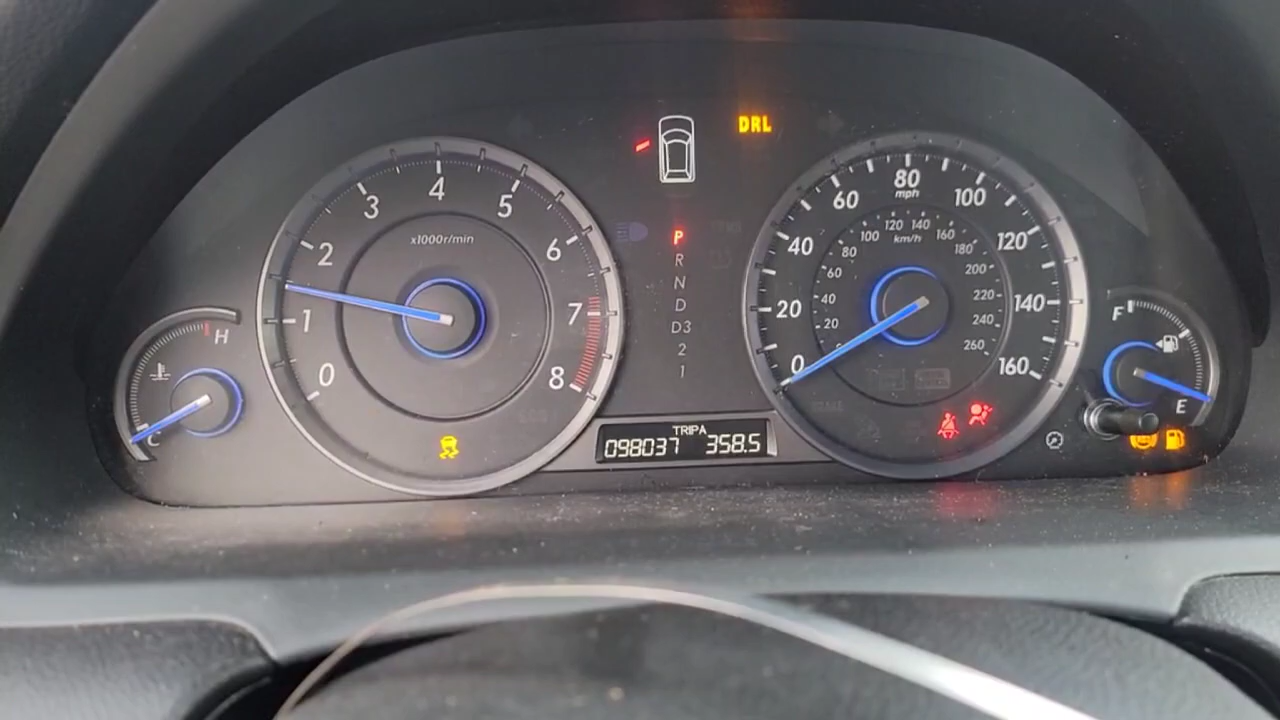 DRL
0 1 2 3 4 5 6 7 8
x1000r/min
P
R
N
D
D3
2
1
0 20 40 60 80 100 120 140 160
mph
20 40 60 80 100 120 140 160 180 200 220 240 260
km/h
H
C
F
E
TRIP A
098037 358.5